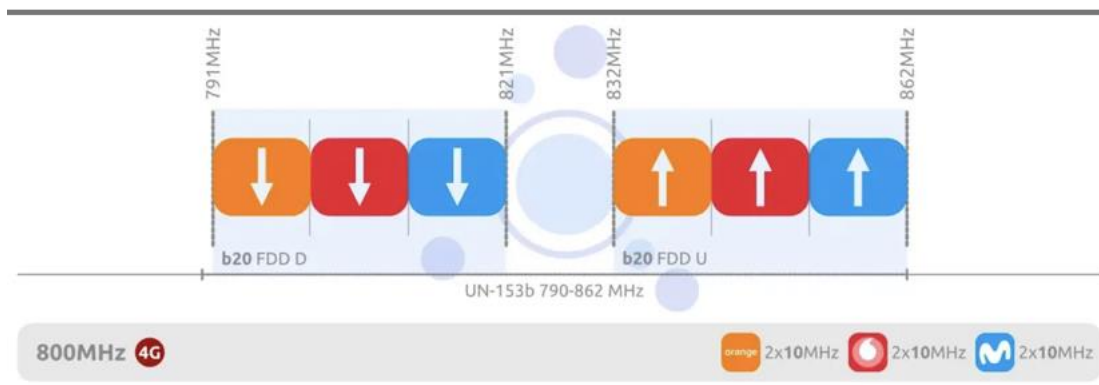 791MHz
821MHz
832MHz
862MHz
b20 FDD D
b20 FDD U
UN-153b 790-862 MHz
800MHz 4G
orange 2x10MHz 2x10MHz 2x10MHz